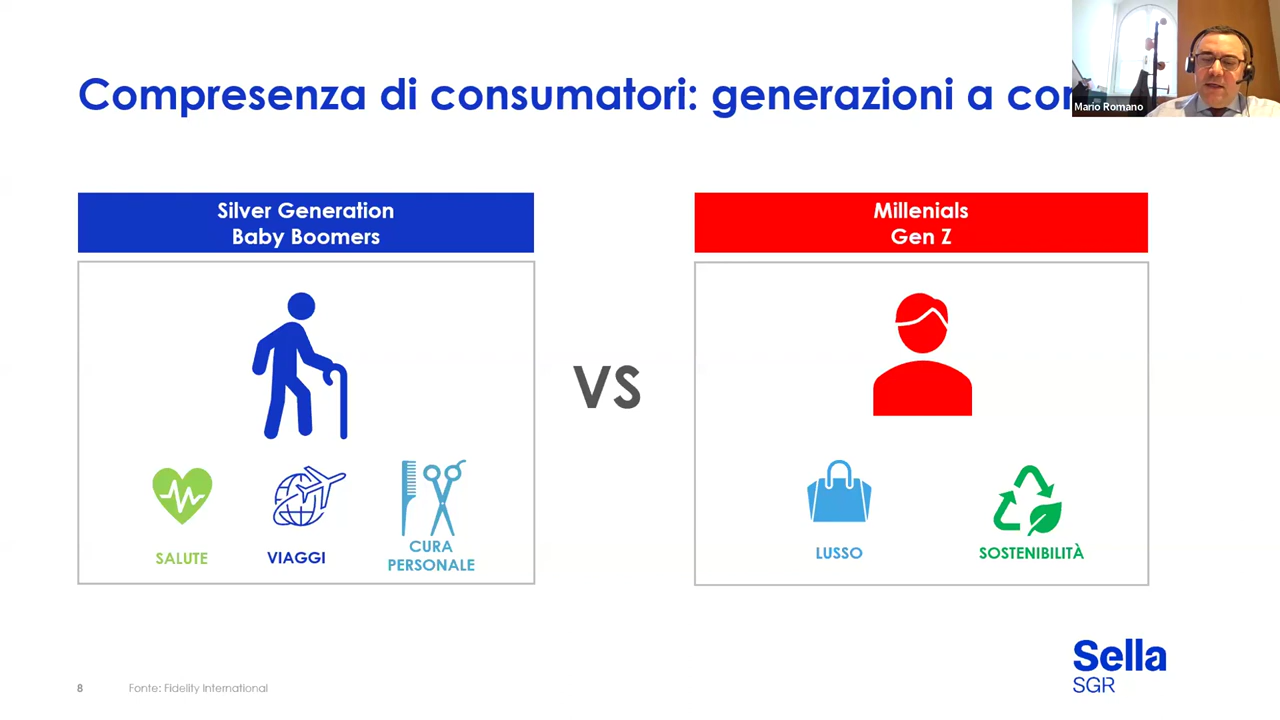 Compresenza di consumatori: generazioni a
Mario Romano
Silver Generation
Baby Boomers
Millenials
Gen Z
VS
SALUTE
VIAGGI
CURA
PERSONALE
LUSSO
SOSTENIBILITÀ
Sella
SGR
8
Fonte: Fidelity International